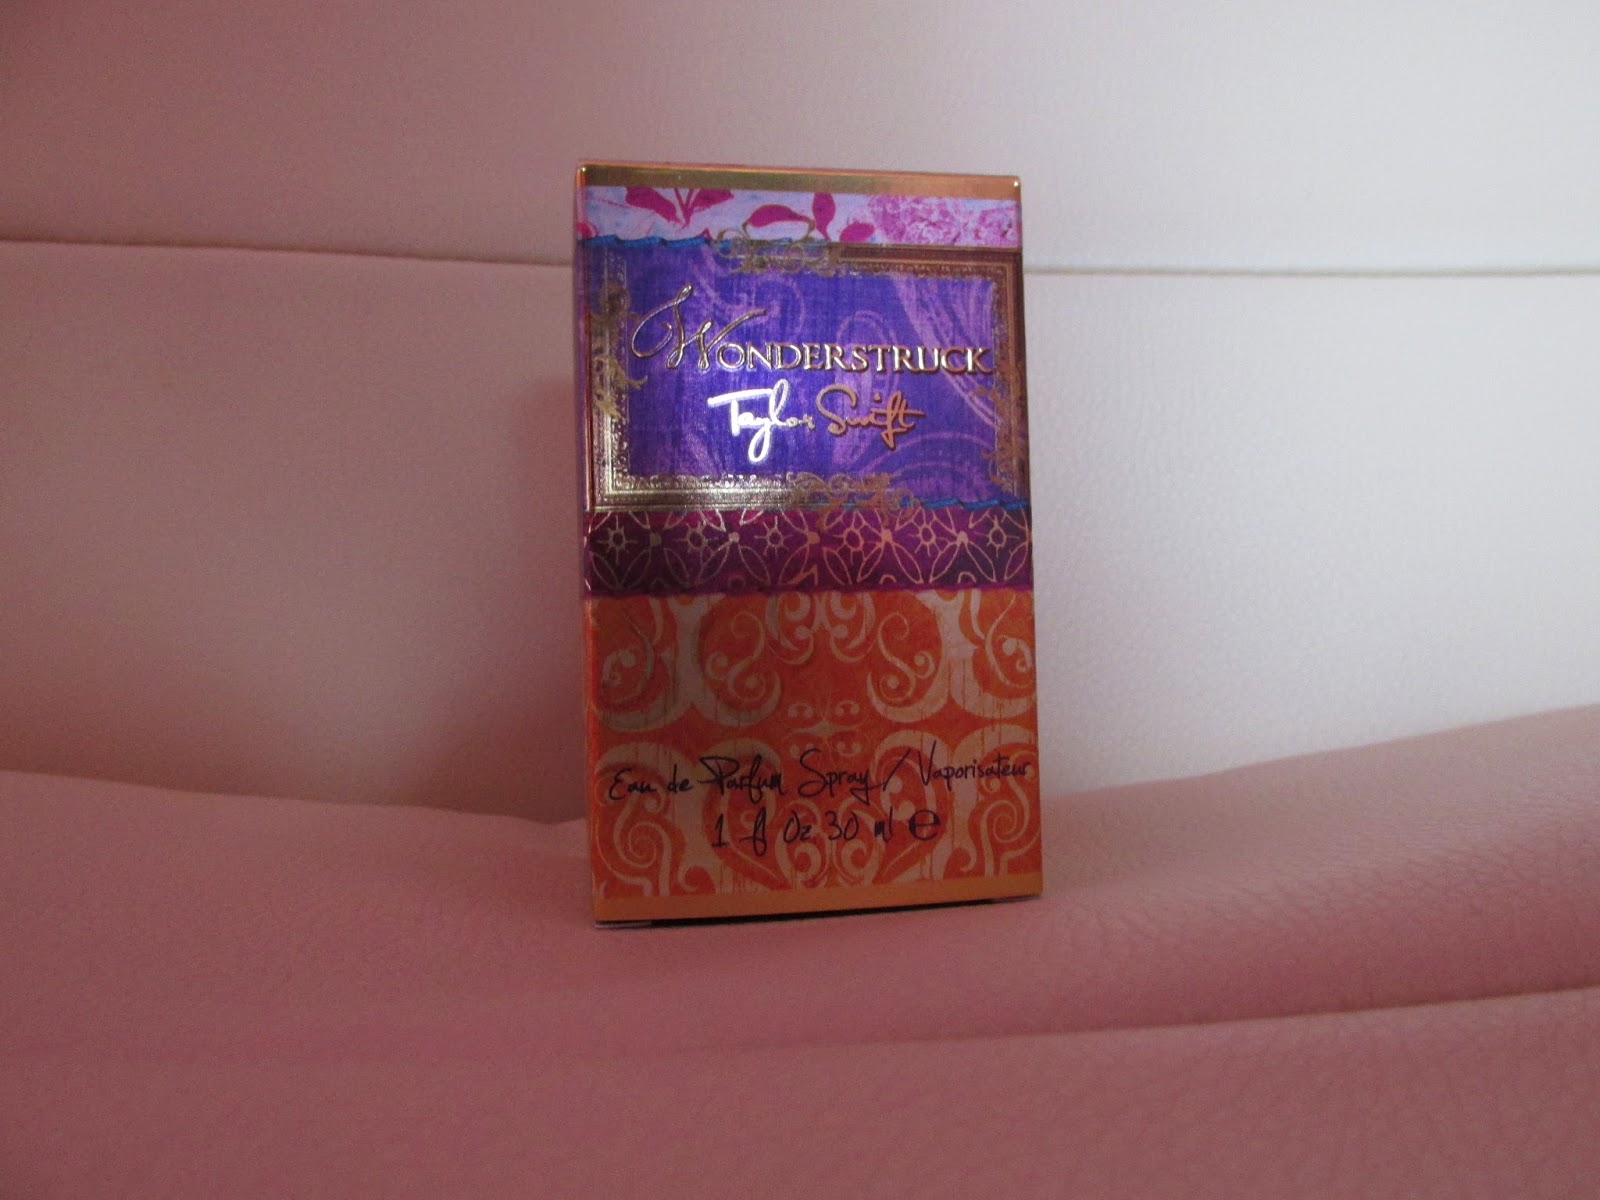 WONDERSTRUCK
Taylor Swift
Eau de Parfum Spray / Vaporisateur
1 fl Oz 30 ml ℮